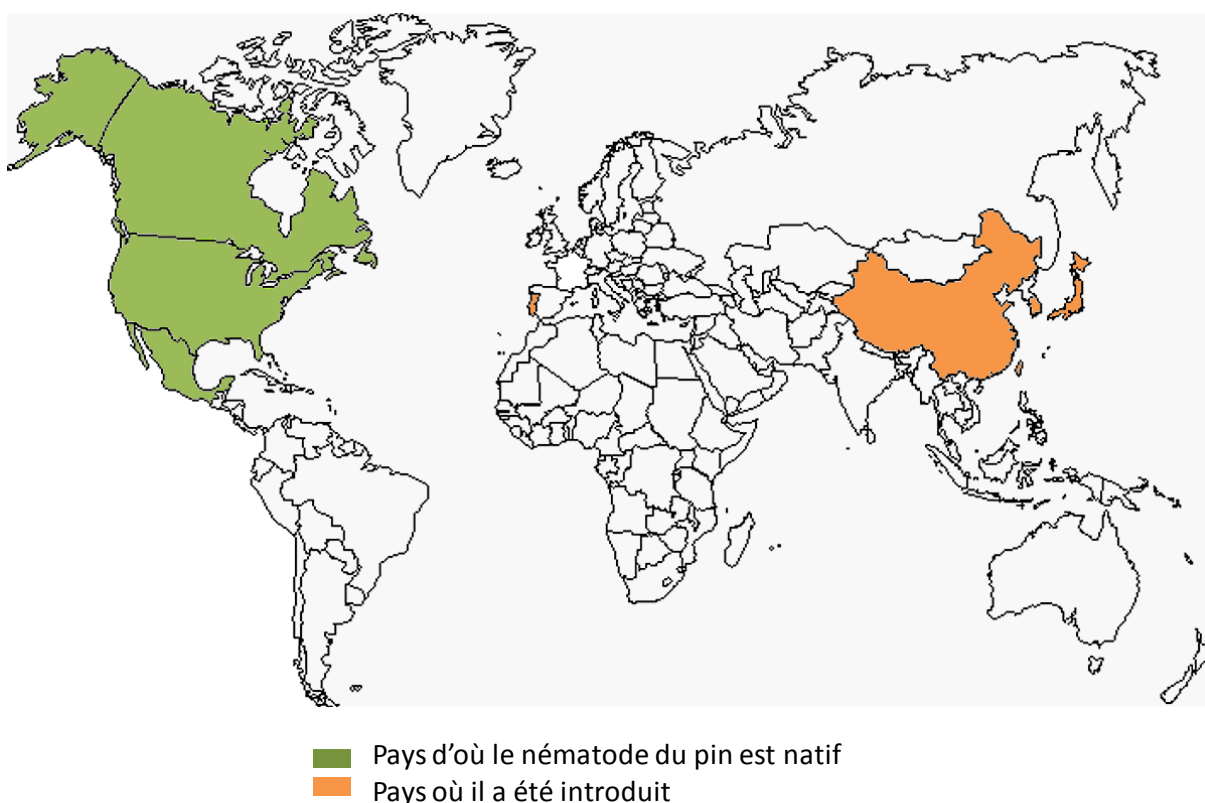 Pays d’où le nématode du pin est natif
Pays où il a été introduit